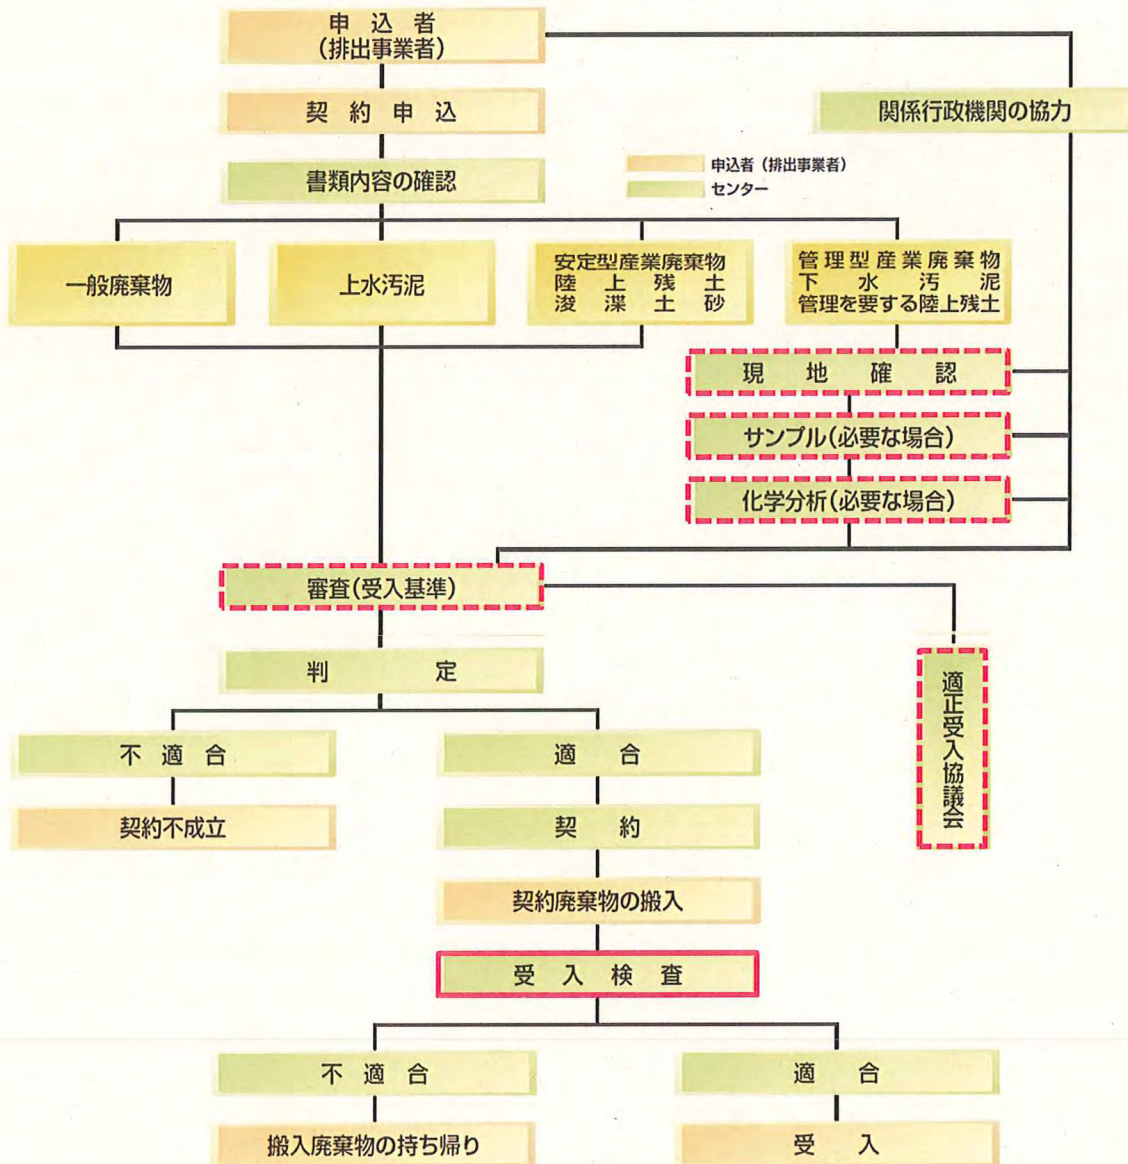 申込者
(排出事業者)
契約申込
関係行政機関の協力
申込者（排出事業者）
センター
書類内容の確認
一般廃棄物
上水汚泥
安定型産業廃棄物
陸上残土
浚渫土砂
管理型産業廃棄物
下水汚泥
管理を要する陸上残土
現地確認
サンプル(必要な場合)
化学分析(必要な場合)
審査(受入基準)
判定
適正受入協議会
不適合
適合
契約不成立
契約
契約廃棄物の搬入
受入検査
不適合
適合
搬入廃棄物の持ち帰り
受入